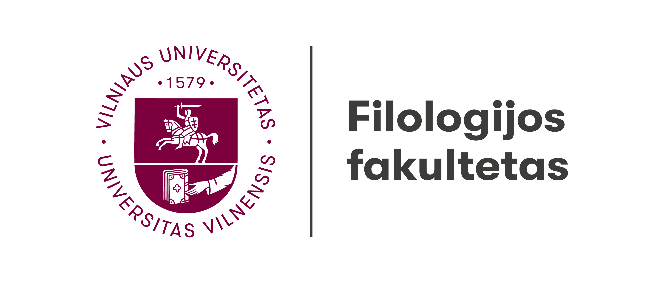 VILNIAUS UNIVERSITETAS
· 1579 ·
UNIVERSITAS VILNENSIS
Filologijos
fakultetas